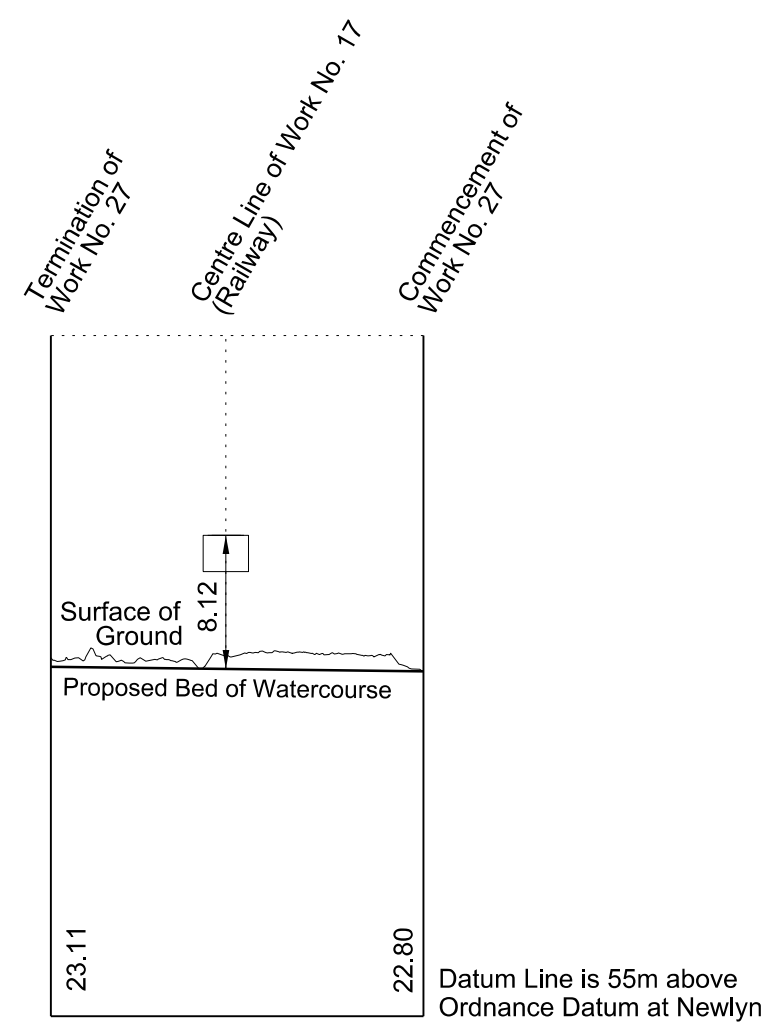 Termination of
Work No. 27
Centre Line of Work No. 17
(Railway)
Commencement of
Work No. 27
8.12
Surface of
Ground
Proposed Bed of Watercourse
23.11
22.80
Datum Line is 55m above
Ordnance Datum at Newlyn